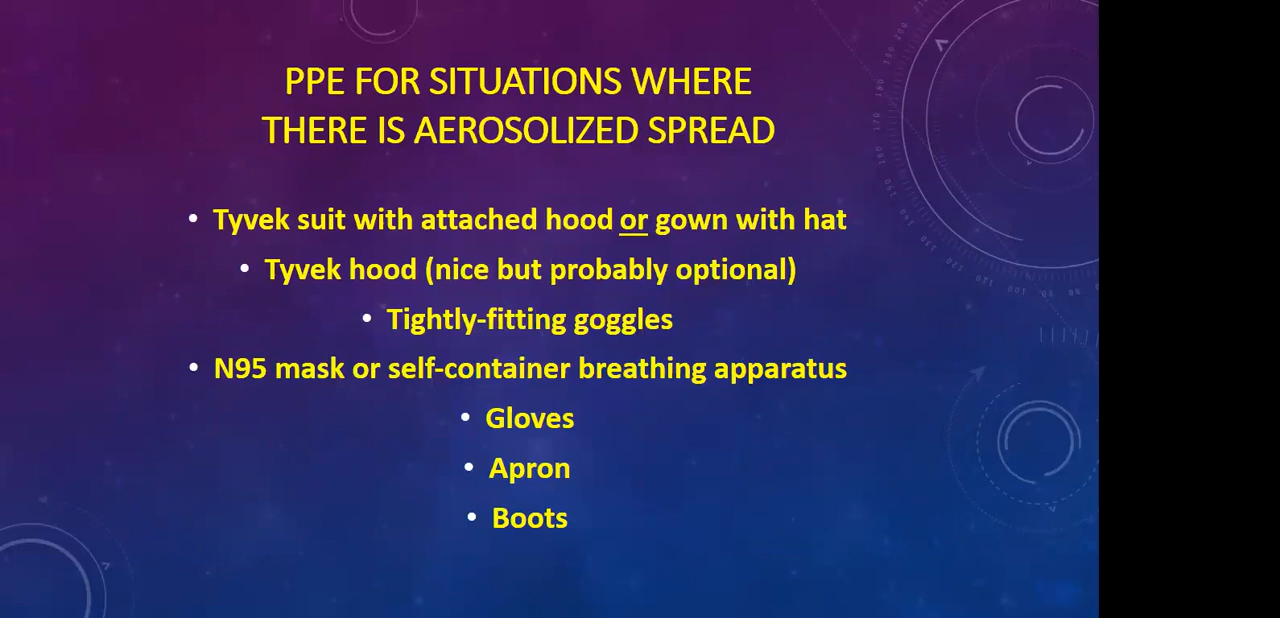 PPE FOR SITUATIONS WHERE
THERE IS AEROSOLIZED SPREAD
• Tyvek suit with attached hood or gown with hat
• Tyvek hood (nice but probably optional)
• Tightly-fitting goggles
• N95 mask or self-container breathing apparatus
• Gloves
• Apron
• Boots